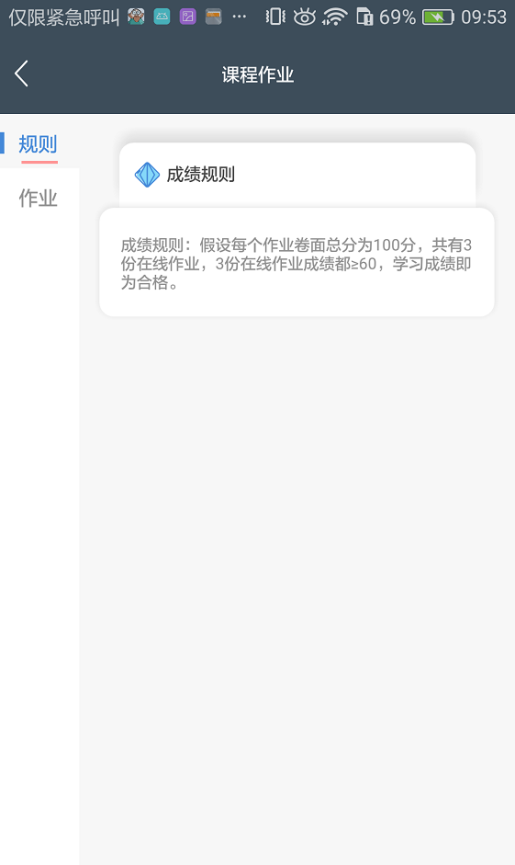 仅限紧急呼叫 ··· 69% 09:53
课程作业
规则
作业
成绩规则
成绩规则：假设每个作业卷面总分为100分，共有3
份在线作业，3份在线作业成绩都≥60，学习成绩即
为合格。